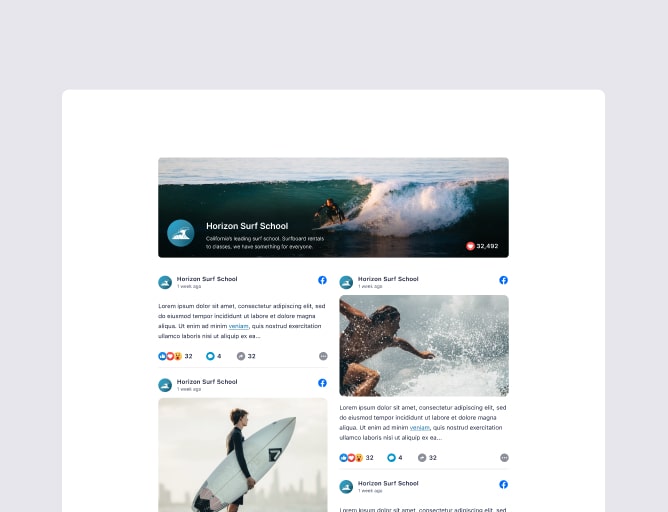 Horizon Surf School
California's leading surf school. Surfboard rentals
to classes, we have something for everyone.
32,492
Horizon Surf School
1 week ago
Lorem ipsum dolor sit amet, consectetur adipiscing elit, sed
do eiusmod tempor incididunt ut labore et dolore magna
aliqua. Ut enim ad minim veniam, quis nostrud exercitation
ullamco laboris nisi ut aliquip ex ea...
32 4 32
Horizon Surf School
1 week ago
7
Horizon Surf School
1 week ago
Lorem ipsum dolor sit amet, consectetur adipiscing elit, sed
do eiusmod tempor incididunt ut labore et dolore magna
aliqua. Ut enim ad minim veniam, quis nostrud exercitation
ullamco laboris nisi ut aliquip ex ea...
32 4 32
Horizon Surf School
1 week ago
Lorem ipsum dolor sit amet, consectetur adipiscing elit, sed